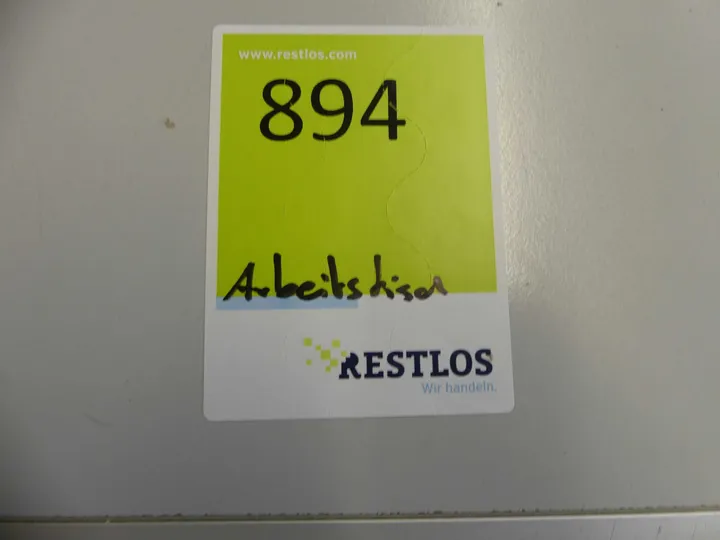 www.restlos.com
894
Arbeitstisch
RESTLOS
Wir handeln.